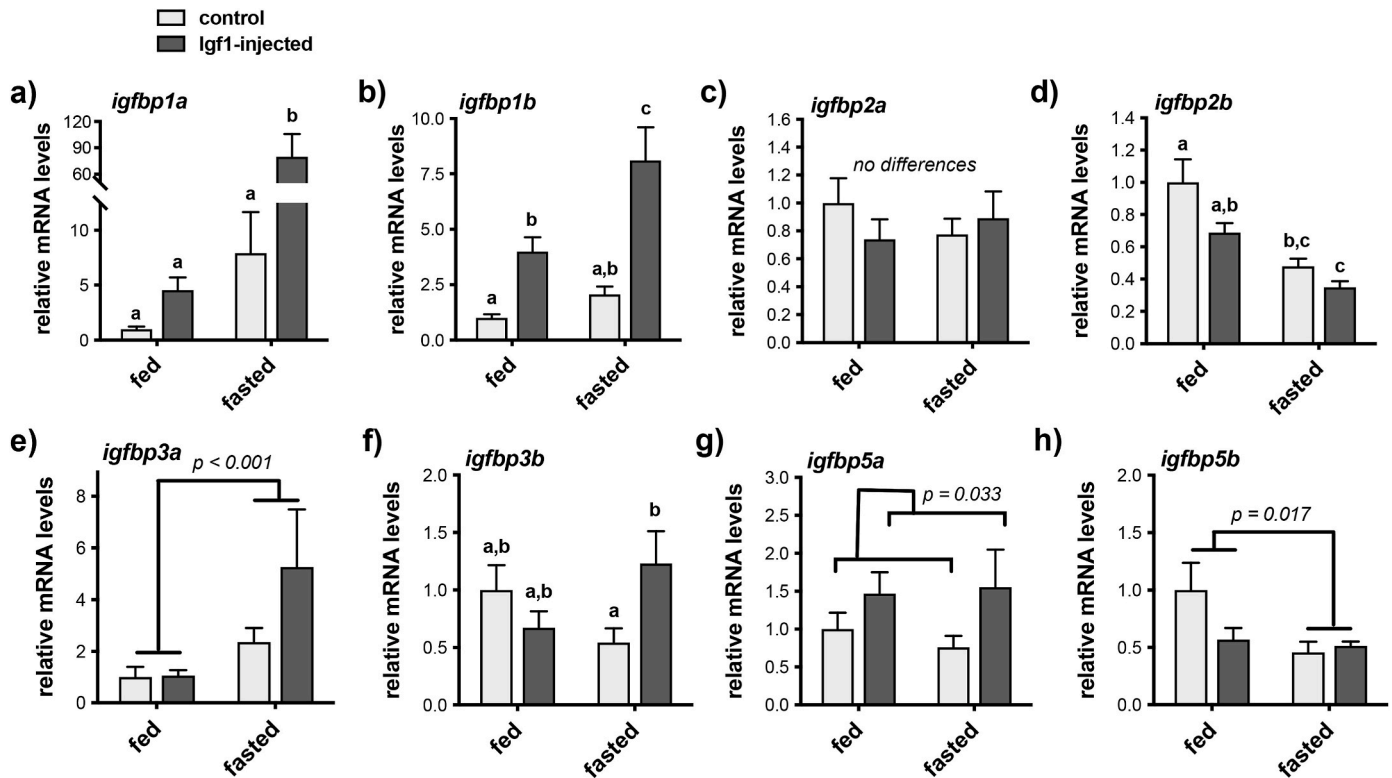 control
Igf1-injected
a)
igfbp1a
relative mRNA levels
120
90
60
10
5
0
a
a
a
b
fed
fasted
b)
igfbp1b
relative mRNA levels
10.0
7.5
5.0
2.5
0.0
a
b
a,b
c
fed
fasted
c)
igfbp2a
relative mRNA levels
1.6
1.4
1.2
1.0
0.8
0.6
0.4
0.2
0.0
no differences
fed
fasted
d)
igfbp2b
relative mRNA levels
1.4
1.2
1.0
0.8
0.6
0.4
0.2
0.0
a
a,b
b,c
c
fed
fasted
e)
igfbp3a
relative mRNA levels
8
6
4
2
0
p < 0.001
fed
fasted
f)
igfbp3b
relative mRNA levels
2.0
1.5
1.0
0.5
0.0
a,b
a,b
a
b
fed
fasted
g)
igfbp5a
relative mRNA levels
3.0
2.5
2.0
1.5
1.0
0.5
0.0
p = 0.033
fed
fasted
h)
igfbp5b
relative mRNA levels
2.0
1.5
1.0
0.5
0.0
p = 0.017
fed
fasted